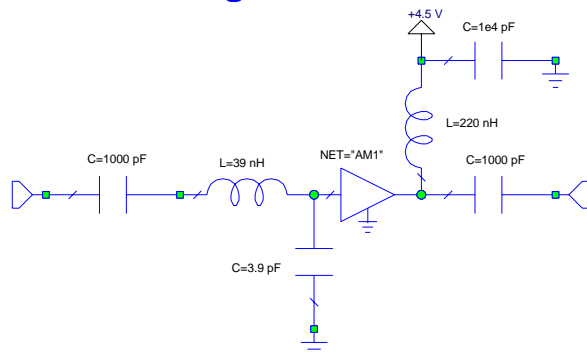 +4.5 V
C=1e4 pF
L=220 nH
C=1000 pF
L=39 nH
NET="AM1"
C=1000 pF
C=3.9 pF